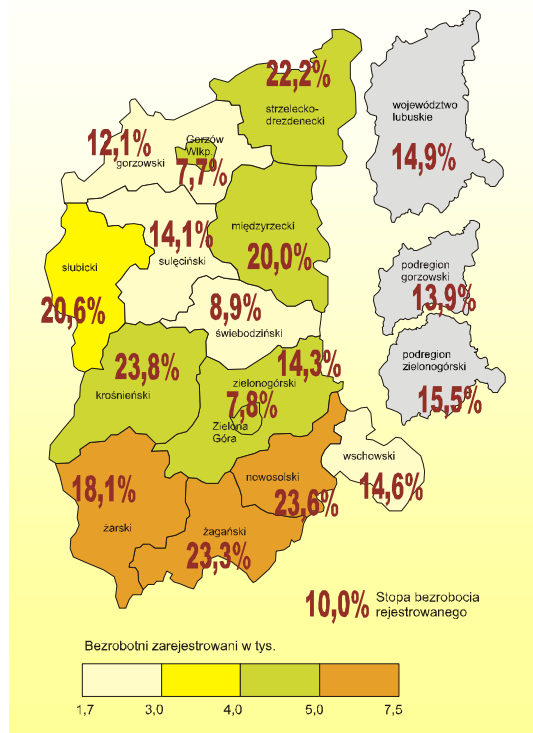 22,2%
strzelecko-
drezdenecki
województwo
lubuskie
14,9%
12,1%
gorzowski
Gorzów
Wlkp.
7,7%
14,1%
sulęciński
międzyrzecki
20,0%
słubicki
20,6%
8,9%
świebodziński
podregion
gorzowski
13,9%
23,8%
krośnieński
14,3%
zielonogórski
7,8%
Zielona
Góra
podregion
zielonogórski
15,5%
wschowski
14,6%
18,1%
żarski
nowosolski
23,6%
żagański
23,3%
10,0%
Stopa bezrobocia
rejestrowanego
Bezrobotni zarejestrowani w tys.
1,7 3,0 4,0 5,0 7,5